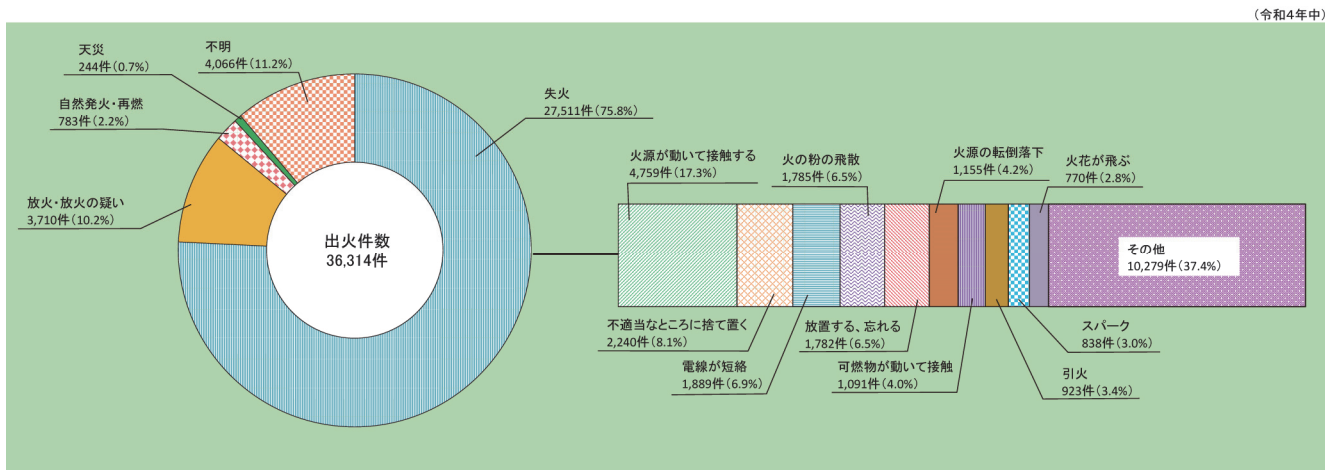 (令和4年中)
天災
244件(0.7%)
不明
4,066件(11.2%)
自然発火・再燃
783件(2.2%)
放火・放火の疑い
3,710件(10.2%)
出火件数
36,314件
失火
27,511件(75.8%)
火源が動いて接触する
4,759件(17.3%)
火の粉の飛散
1,785件(6.5%)
火源の転倒落下
1,155件(4.2%)
火花が飛ぶ
770件(2.8%)
その他
10,279件(37.4%)
不適当なところに捨て置く
2,240件(8.1%)
電線が短絡
1,889件(6.9%)
放置する、忘れる
1,782件(6.5%)
可燃物が動いて接触
1,091件(4.0%)
引火
923件(3.4%)
スパーク
838件(3.0%)